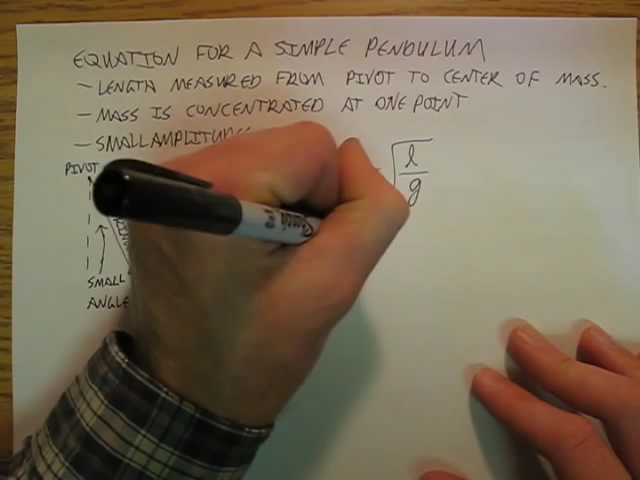 EQUATION FOR A SIMPLE PENDULUM
- LENGTH MEASURED FROM PIVOT TO CENTER OF MASS.
- MASS IS CONCENTRATED AT ONE POINT
- SMALL AMPLITUD
PIVOT
√
l
g
SMALL
ANGLE